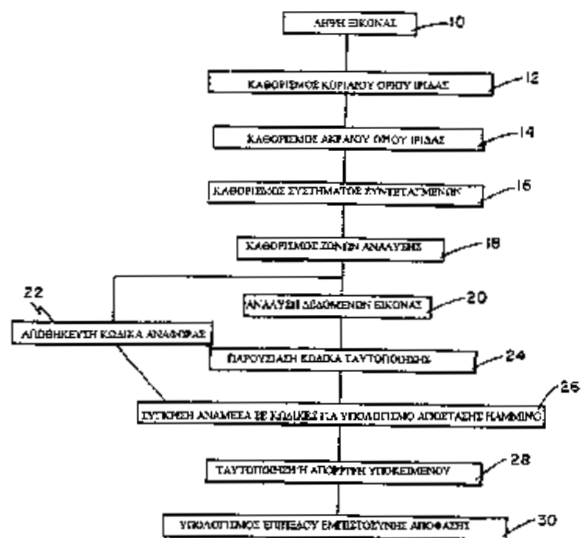 ΛΗΨΗ ΕΙΚΟΝΑΣ
10
ΚΑΘΟΡΙΣΜΟΣ ΚΟΡΙΑΙΟΥ ΟΡΙΟΥ ΙΡΙΔΑΣ
12
ΚΑΘΟΡΙΣΜΟΣ ΑΚΡΑΙΟΥ ΟΡΙΟΥ ΙΡΙΔΑΣ
14
ΚΑΘΟΡΙΣΜΟΣ ΣΥΣΤΗΜΑΤΟΣ ΣΥΝΤΕΤΑΓΜΕΝΩΝ
16
ΚΑΘΟΡΙΣΜΟΣ ΖΩΝΩΝ ΑΝΑΛΥΣΗΣ
18
22
ΑΝΑΛΥΣΗ ΔΕΔΟΜΕΝΩΝ ΕΙΚΟΝΑΣ
20
ΑΠΟΘΗΚΕΥΣΗ ΚΩΔΙΚΑ ΑΝΑΦΟΡΑΣ
ΠΑΡΟΥΣΙΑΣΗ ΚΩΔΙΚΑ ΤΑΥΤΟΠΟΙΗΣΗΣ
24
ΣΥΓΚΡΙΣΗ ΑΝΑΜΕΣΑ ΣΕ ΚΩΔΙΚΕΣ ΓΙΑ ΥΠΟΛΟΓΙΣΜΟ ΑΠΟΣΤΑΣΗΣ HAMMING
26
ΤΑΥΤΟΠΟΙΗΣΗ Ή ΑΠΟΡΡΙΨΗ ΥΠΟΚΕΙΜΕΝΟΥ
28
ΥΠΟΛΟΓΙΣΜΟΣ ΕΠΙΠΕΔΟΥ ΕΜΠΙΣΤΟΣΥΝΗΣ ΑΠΟΦΑΣΗΣ
30